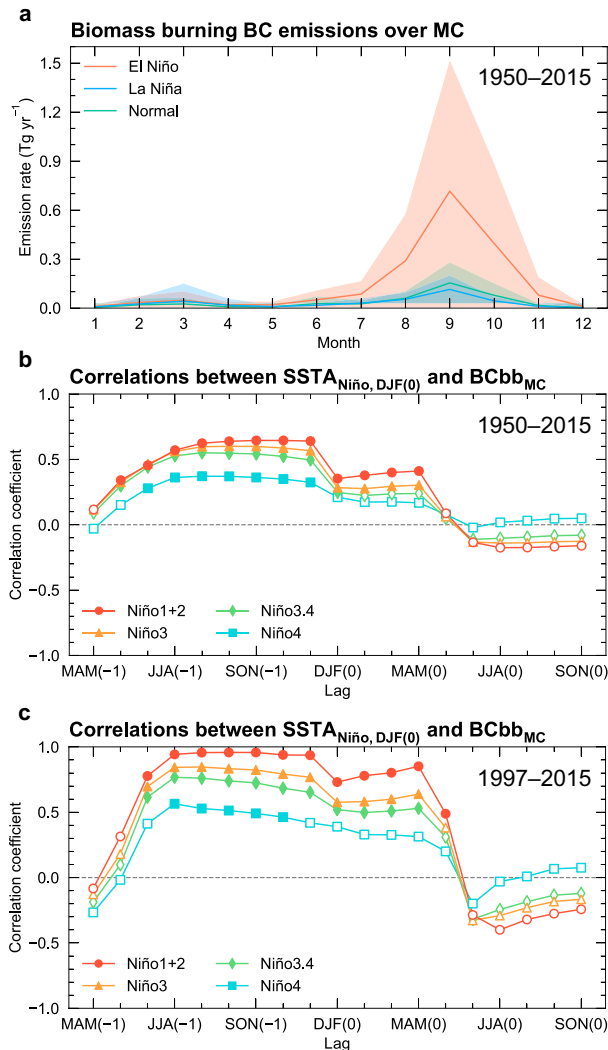 a
Biomass burning BC emissions over MC
El Niño
La Niña
Normal
1950–2015
Emission rate (Tg yr⁻¹)
1.5
1.2
0.9
0.6
0.3
0.0
1 2 3 4 5 6 7 8 9 10 11 12
Month
b
Correlations between SSTA_Niño, DJF(0) and BCbb_MC
1950–2015
Correlation coefficient
1.0
0.5
0.0
−0.5
−1.0
Niño1+2 Niño3.4
Niño3 Niño4
MAM(−1) JJA(−1) SON(−1) DJF(0) MAM(0) JJA(0) SON(0)
Lag
c
Correlations between SSTA_Niño, DJF(0) and BCbb_MC
1997–2015
Correlation coefficient
1.0
0.5
0.0
−0.5
−1.0
Niño1+2 Niño3.4
Niño3 Niño4
MAM(−1) JJA(−1) SON(−1) DJF(0) MAM(0) JJA(0) SON(0)
Lag